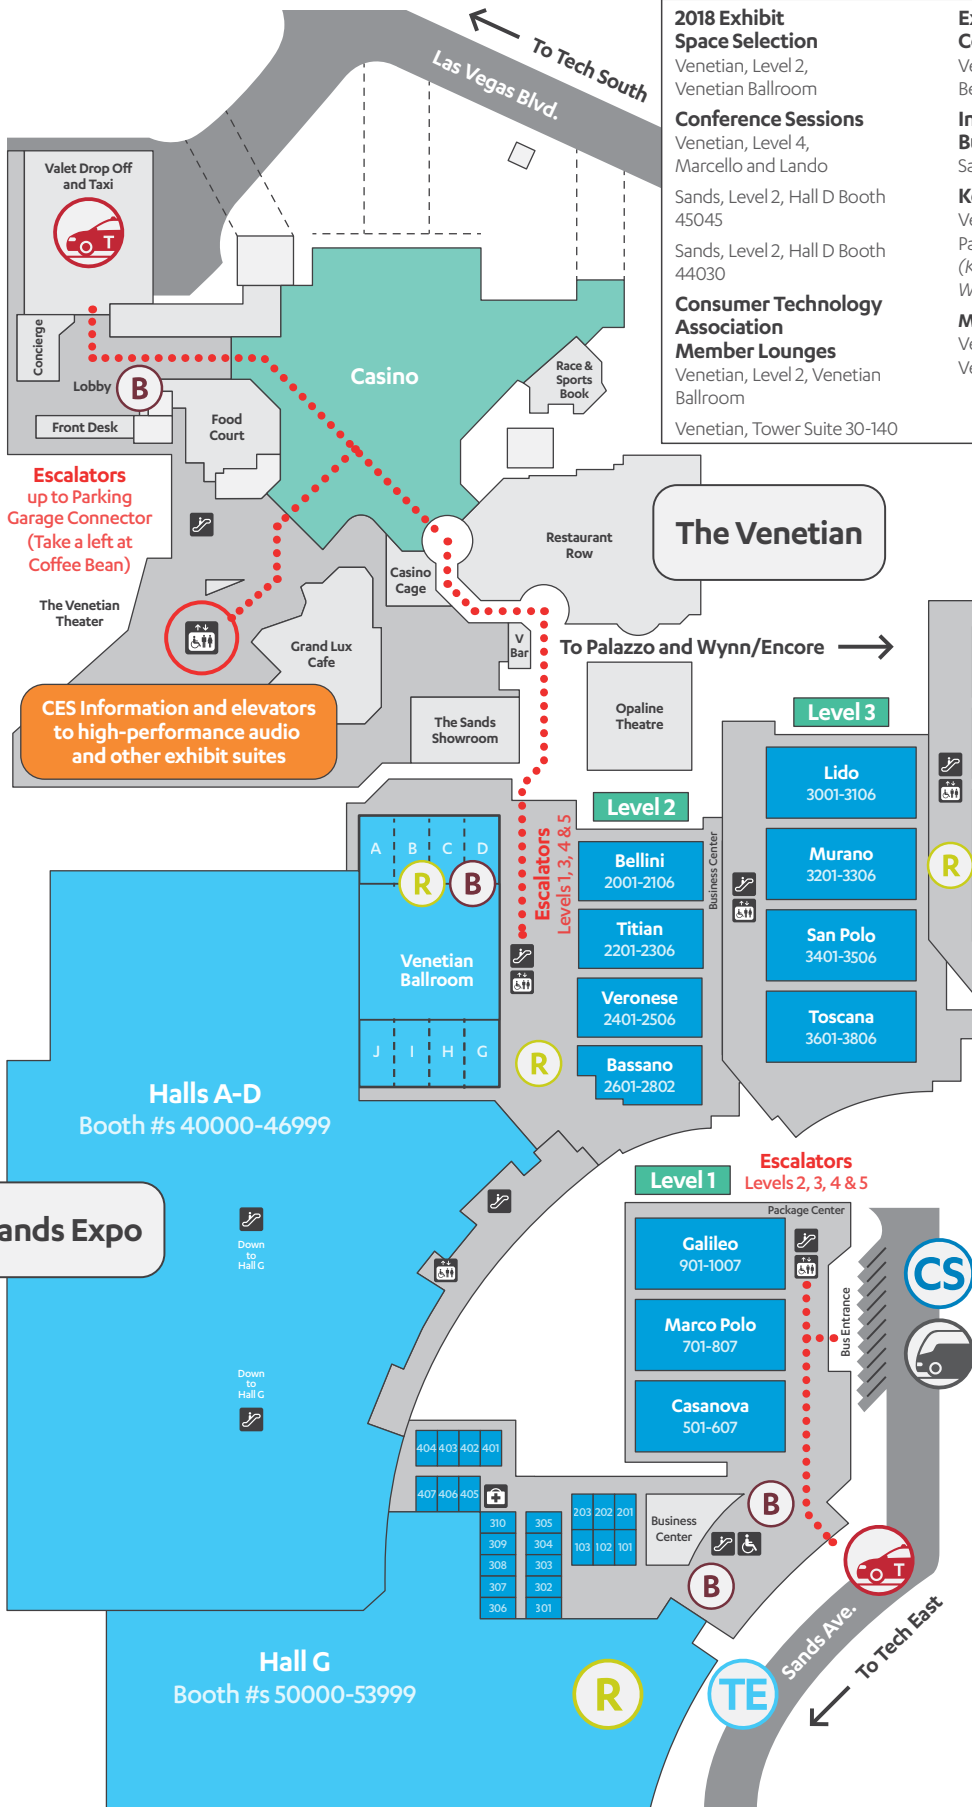 To Tech South
Las Vegas Blvd.
2018 Exhibit
Space Selection
Venetian, Level 2,
Venetian Ballroom
Conference Sessions
Venetian, Level 4,
Marcello and Lando
Sands, Level 2, Hall D Booth
45045
Sands, Level 2, Hall D Booth
44030
Consumer Technology
Association
Member Lounges
Venetian, Level 2, Venetian
Ballroom
Venetian, Tower Suite 30-140
Valet Drop Off
and Taxi
T
Concierge
Lobby
B
Front Desk
Food
Court
Casino
Race &
Sports
Book
Escalators
up to Parking
Garage Connector
(Take a left at
Coffee Bean)
The Venetian
Theater
Casino
Cage
Restaurant
Row
The Venetian
Grand Lux
Cafe
V
Bar
To Palazzo and Wynn/Encore
CES Information and elevators
to high-performance audio
and other exhibit suites
The Sands
Showroom
Opaline
Theatre
Level 3
Lido
3001-3106
Murano
3201-3306
San Polo
3401-3506
Toscana
3601-3806
R
Level 2
Business Center
Bellini
2001-2106
Titian
2201-2306
Veronese
2401-2506
Bassano
2601-2802
Escalators
Levels 1, 3, 4 & 5
A
B
C
D
R
B
Venetian
Ballroom
J
I
H
G
R
Halls A-D
Booth #s 40000-46999
ands Expo
Down
to
Hall G
Down
to
Hall G
Level 1
Escalators
Levels 2, 3, 4 & 5
Package Center
Galileo
901-1007
Marco Polo
701-807
Casanova
501-607
Bus Entrance
CS
404 403 402 401
407 406 405
310
309
308
307
306
305
304
303
302
301
203 202 201
103 102 101
Business
Center
B
B
T
Sands Ave.
To Tech East
Hall G
Booth #s 50000-53999
R
TE